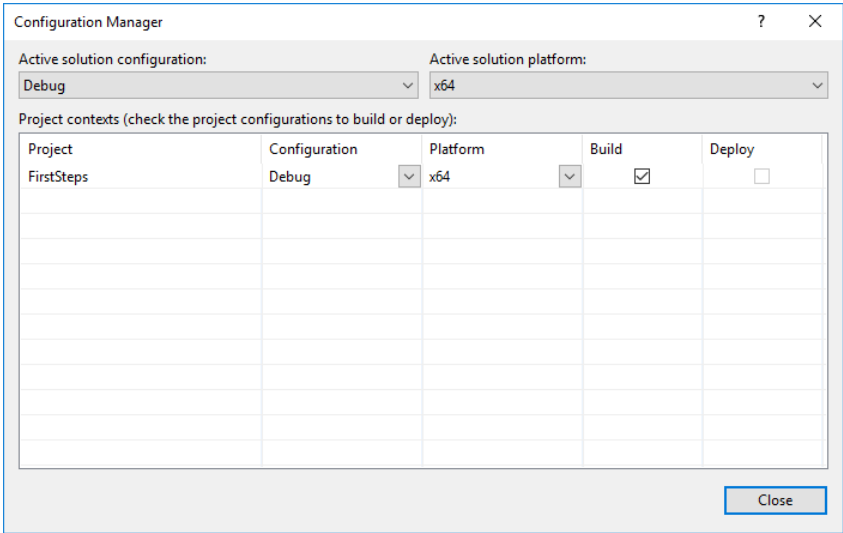 Configuration Manager ?
Active solution configuration: Active solution platform:
Debug x64
Project contexts (check the project configurations to build or deploy):
Project Configuration Platform Build Deploy
FirstSteps Debug x64
Close